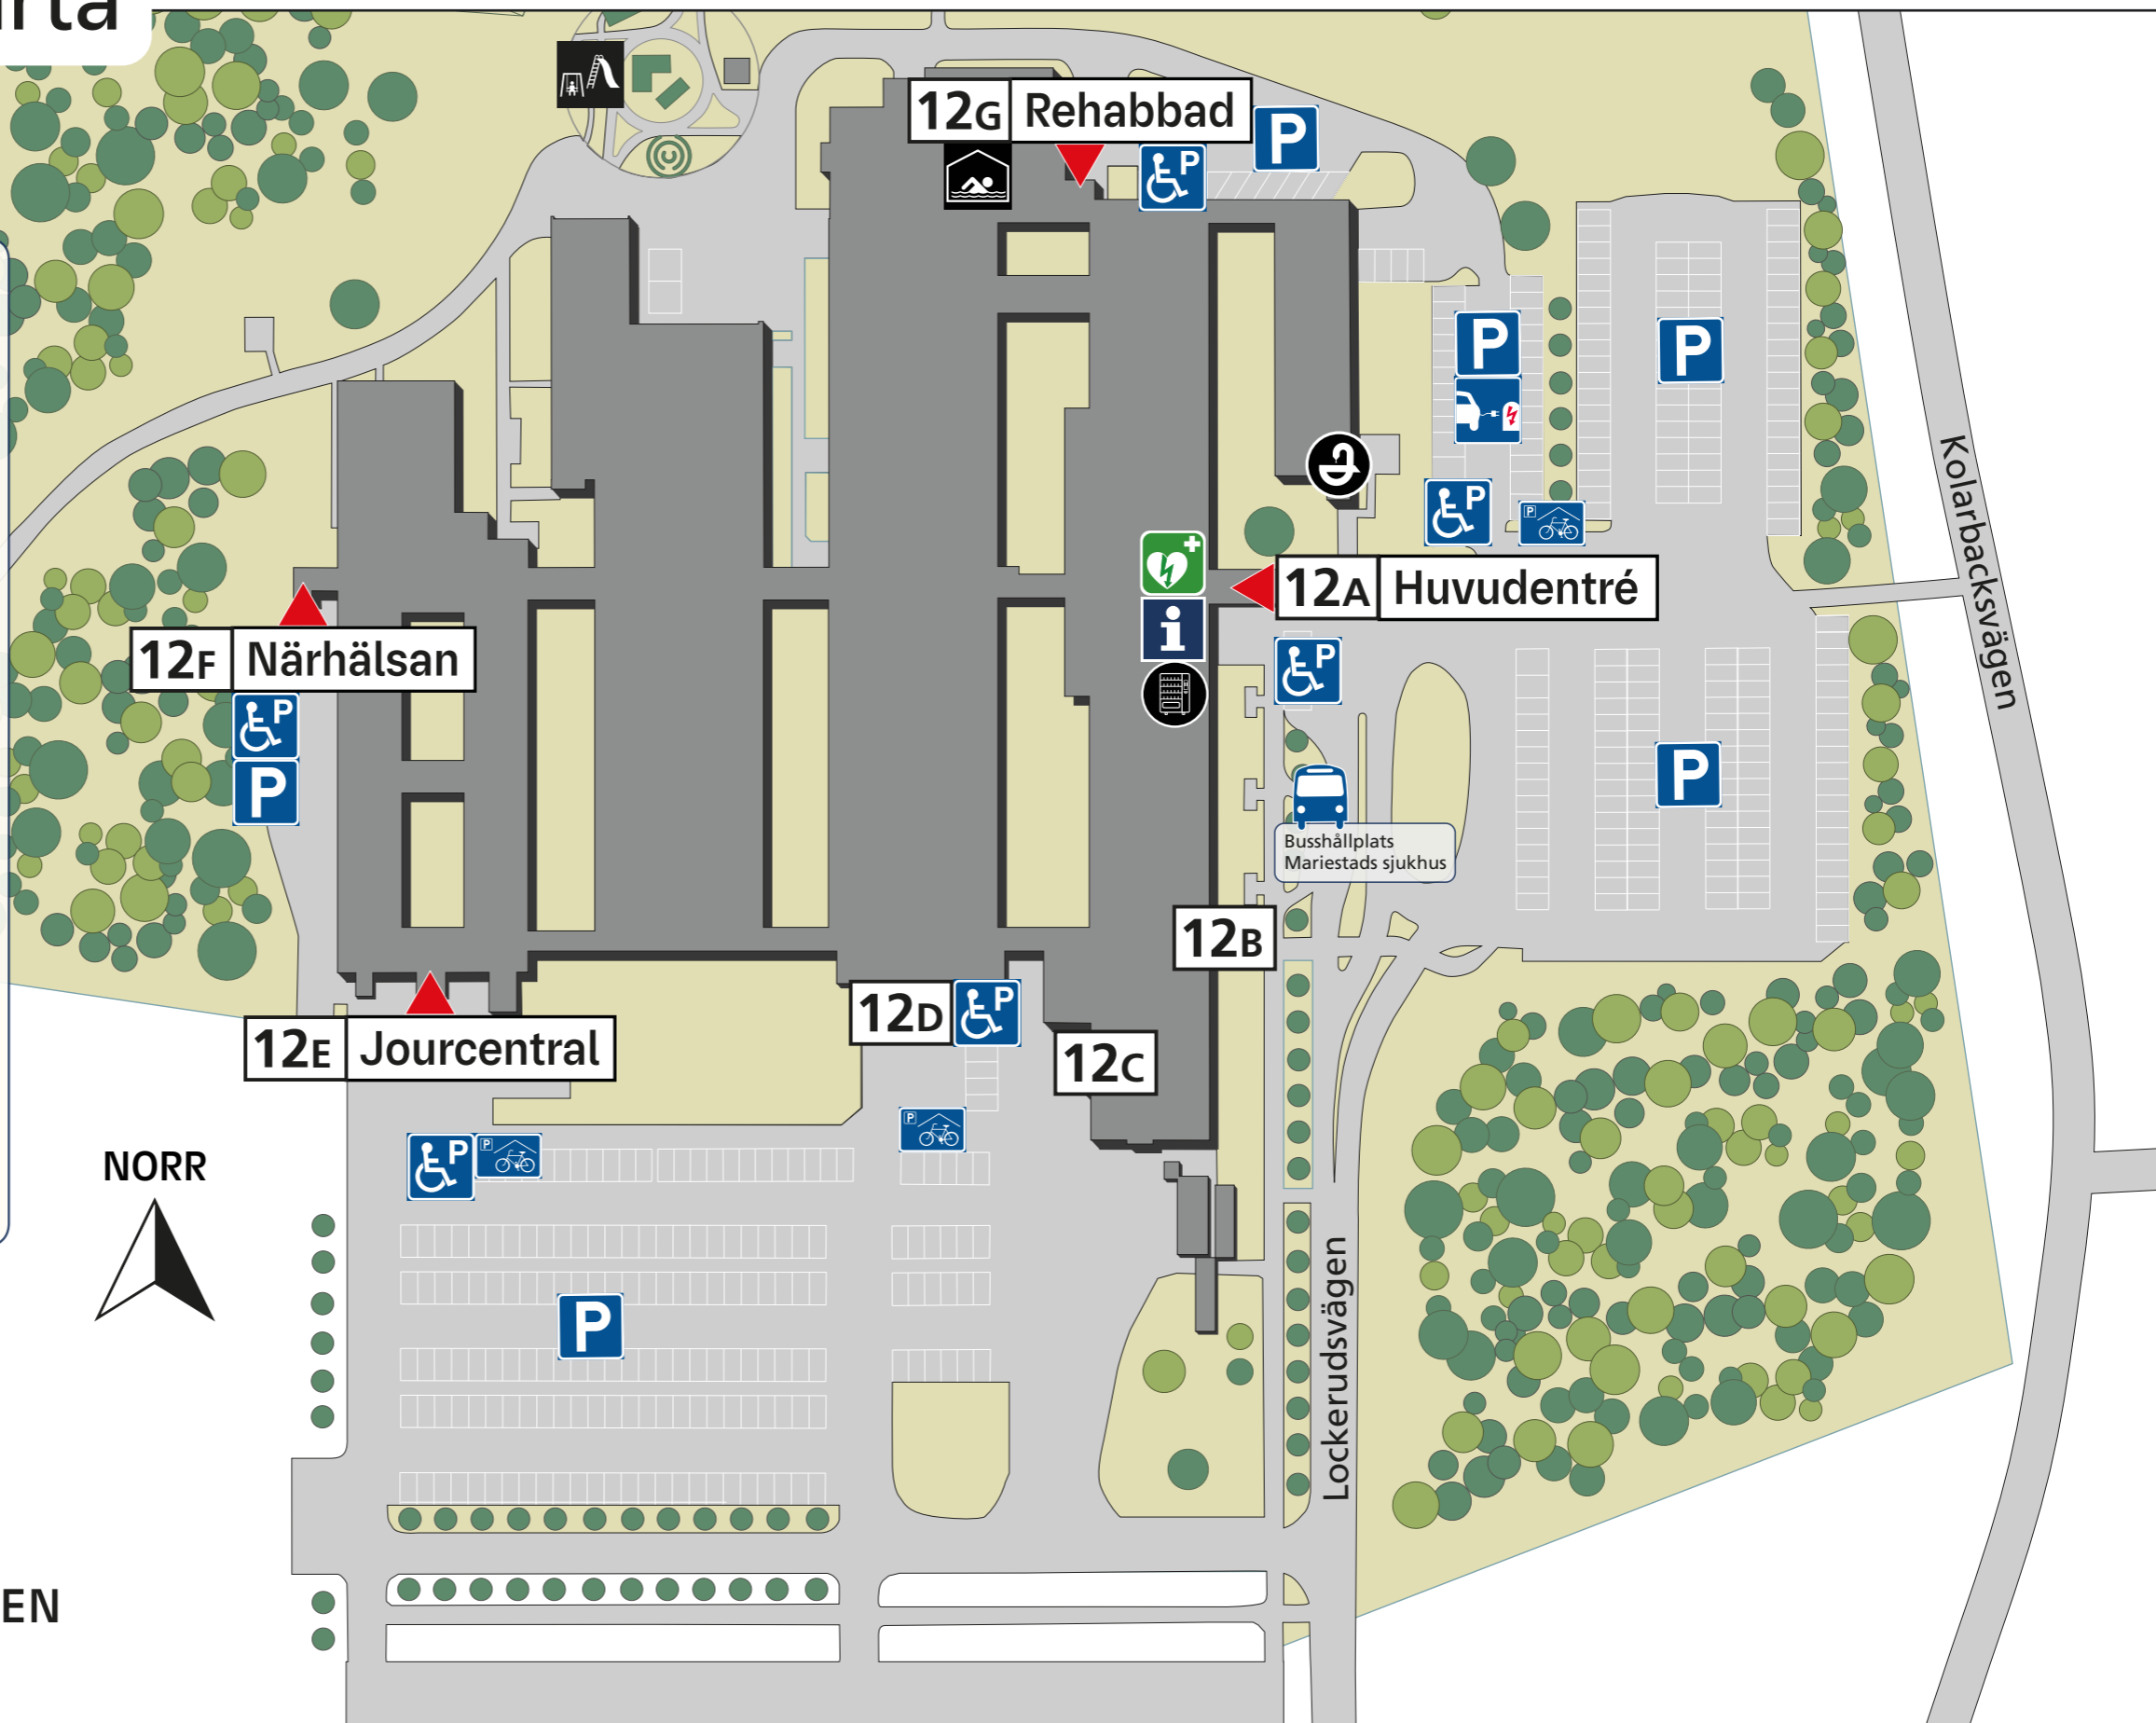 12G Rehabbad
P
P
P
P
P
P
P
P
12A Huvudentré
i
Kolarbacksvägen
12F Närhälsan
P
P
P
P
Busshållplats
Mariestads sjukhus
12B
12D P
12E Jourcentral
12C
P
P P
NORR
P
Lockerudsvägen
EN